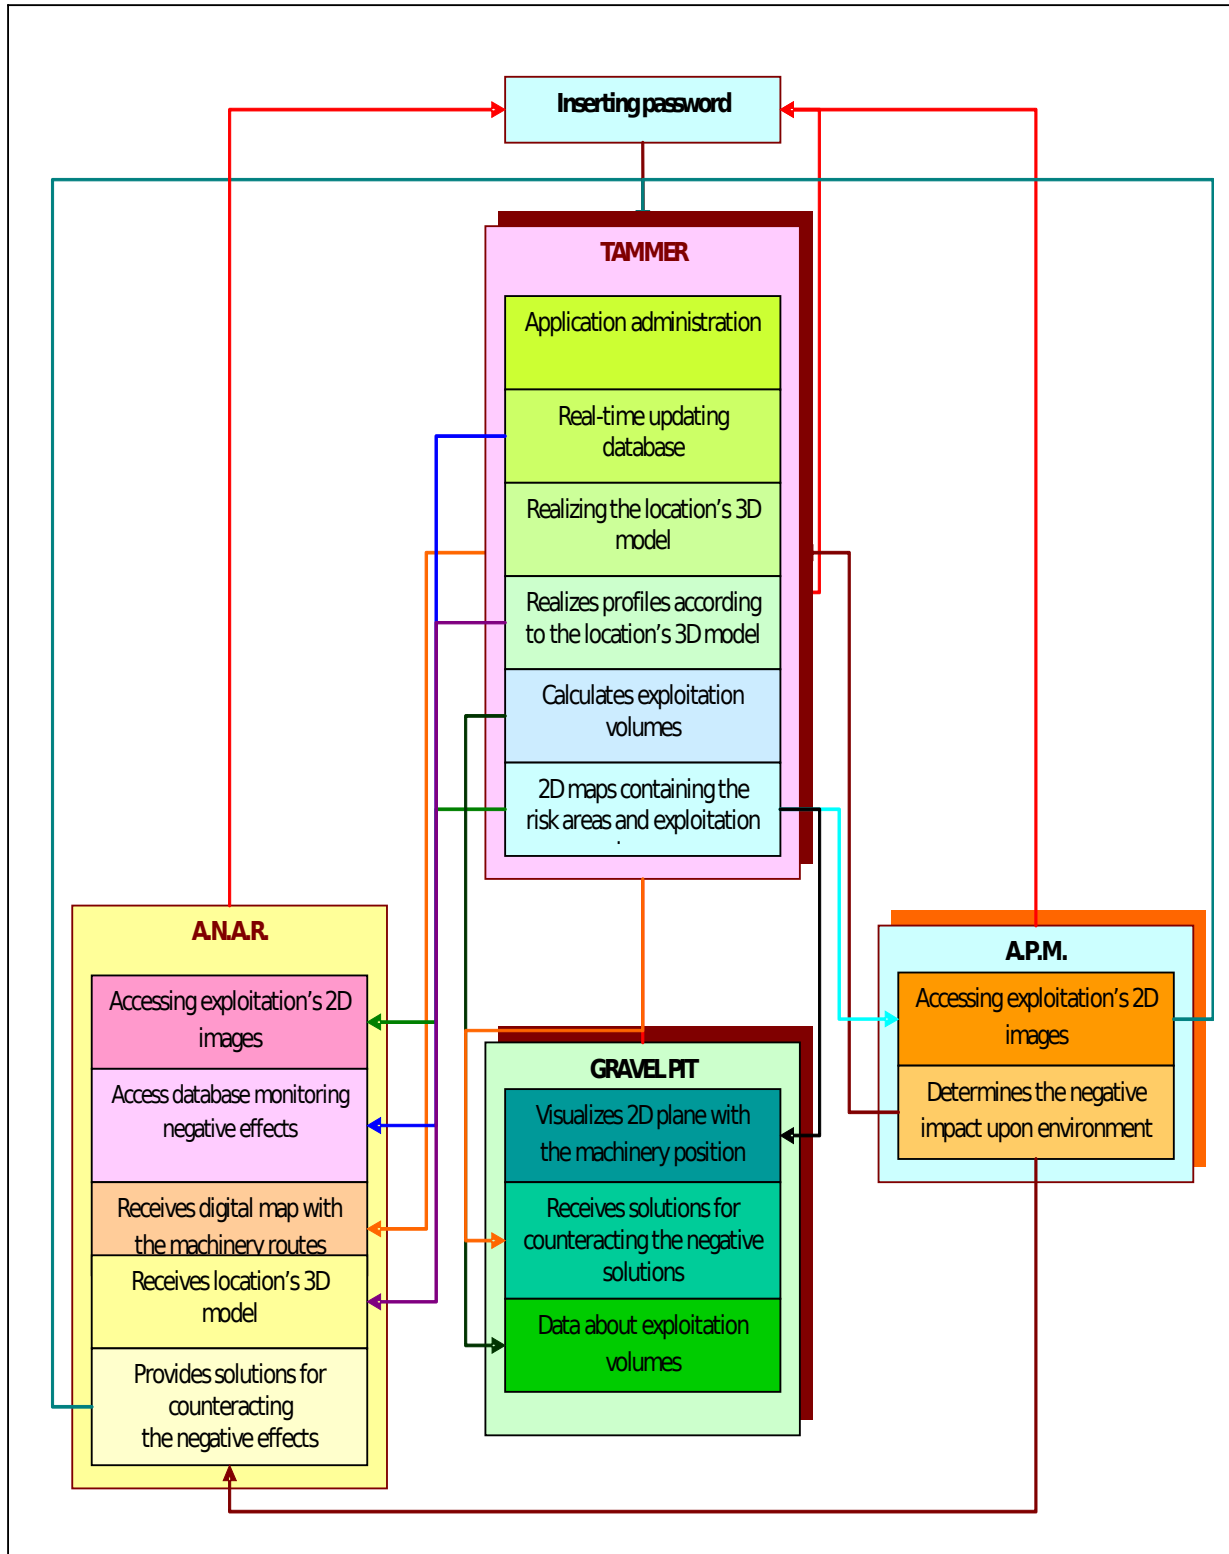 Inserting password
TAMMER
Application administration
Real-time updating
database
Realizing the location's 3D
model
Realizes profiles according
to the location's 3D model
Calculates exploitation
volumes
2D maps containing the
risk areas and exploitation
A.N.A.R.
Accessing exploitation's 2D
images
Access database monitoring
negative effects
Receives digital map with
the machinery routes
Receives location's 3D
model
Provides solutions for
counteracting
the negative effects
GRAVEL PIT
Visualizes 2D plane with
the machinery position
Receives solutions for
counteracting the negative
solutions
Data about exploitation
volumes
A.P.M.
Accessing exploitation's 2D
images
Determines the negative
impact upon environment